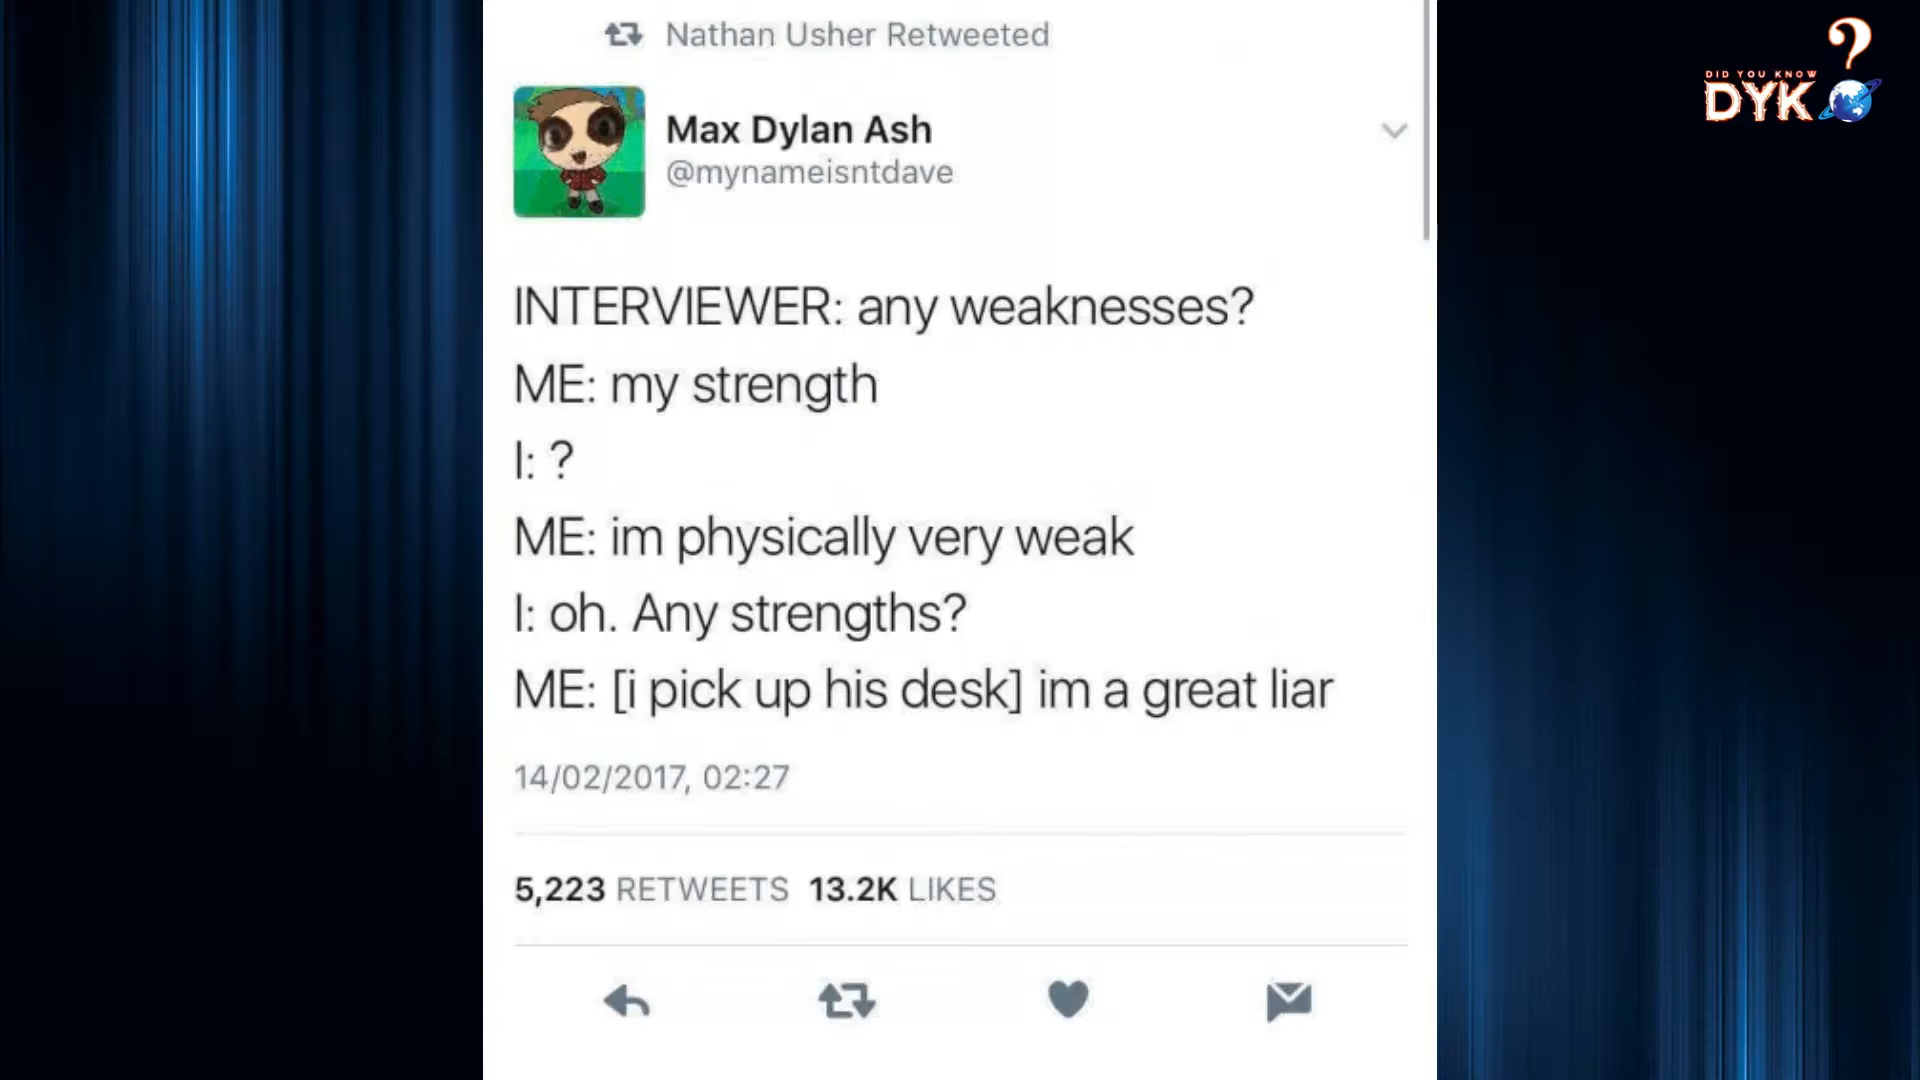 Nathan Usher Retweeted
DID YOU KNOW
DYK
?
Max Dylan Ash
@mynameisntdave
INTERVIEWER: any weaknesses?
ME: my strength
I: ?
ME: im physically very weak
I: oh. Any strengths?
ME: [i pick up his desk] im a great liar
14/02/2017, 02:27
5,223 RETWEETS 13.2K LIKES